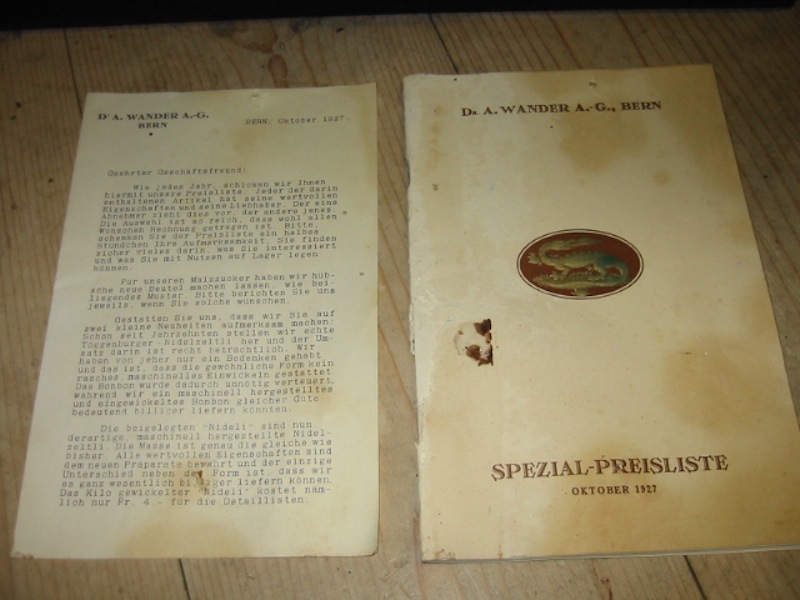 Dr A. WANDER A.-G.
BERN
BERN, Oktober 1927.
Geehrter Geschäftsfreund!
Wie jedes Jahr, schicken wir Ihnen
hiermit unsere Preisliste. Jeder der darin
enthaltenen Artikel hat seine wertvollen
Eigenschaften und seine Liebhaber. Der eine
Abnehmer zieht dies vor, der andere jenes.
Die Auswahl ist so reich, dass wohl allen
Wünschen Rechnung getragen ist. Bitte,
schenken Sie der Preisliste ein halbes
Stündchen Ihre Aufmerksamkeit. Sie finden
sicher vieles darin, was Sie interessiert
und was Sie mit Nutzen auf Lager legen
können.
Für unseren Malzzucker haben wir hüb-
sche neue Beutel machen lassen, wie bei-
liegendes Muster. Bitte berichten Sie uns
jeweils, wenn Sie solche wünschen.
Gestatten Sie uns, dass wir Sie auf
zwei kleine Neuheiten aufmerksam machen:
Schon seit Jahrzehnten stellen wir echte
Toggenburger-Nidelzeltli her und der Um-
satz darin ist recht beträchtlich. Wir
haben von jeher nur ein Bedenken gehabt
und das ist, dass die gewöhnliche Form kein
rasches, maschinelles Einwickeln gestattet.
Das Bonbon wurde dadurch unnötig verteuert,
während wir ein maschinell hergestelltes
und eingewickeltes Bonbon gleicher Güte
bedeutend billiger liefern könnten.
Die beigelegten "Nideli" sind nun
derartige, maschinell hergestellte Nidel-
zeltli. Die Masse ist genau die gleiche wie
bisher. Alle wertvollen Eigenschaften sind
dem neuen Präparate bewahrt und der einzige
Unterschied neben der Form ist, dass wir
es ganz wesentlich billiger liefern können.
Das Kilo gewickelter "Nideli" kostet näm-
lich nur Fr. 4.- für die Detaillisten.
Dr. A. WANDER A.-G., BERN
SPEZIAL-PREISLISTE
OKTOBER 1927